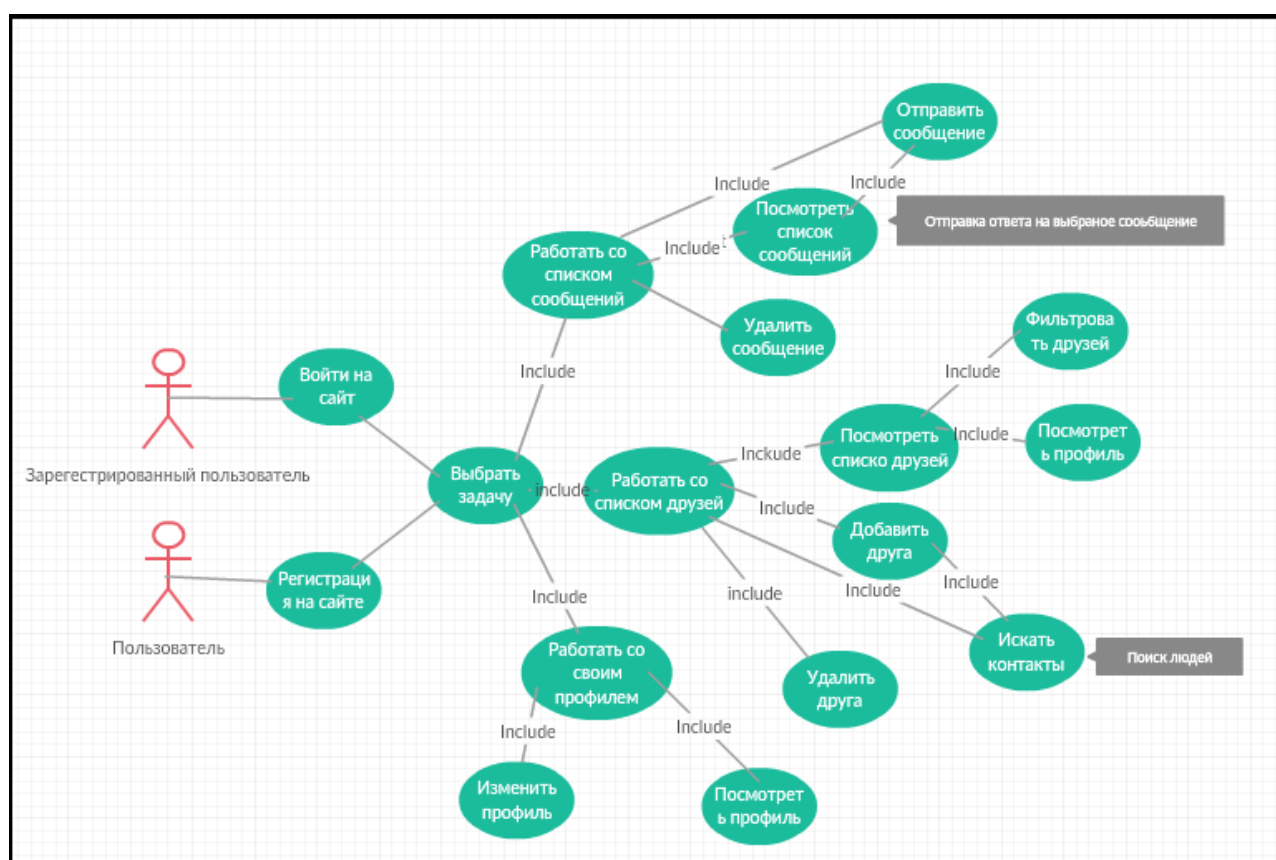 Отправить
сообщение
Include
Include
Посмотреть
список
сообщений
Отправка ответа на выбраное сооьбщение
Работать со
списком
сообщений
Include
Удалить
сообщение
Фильтрова
ть друзей
Войти на
сайт
Include
Include
Посмотреть
списко друзей
Include
Посмотрет
ь профиль
Зарегестрированный пользователь
Выбрать
задачу
include
Работать со
списком друзей
Inckude
Include
Добавить
друга
Регистраци
я на сайте
Include
include
Include
Include
Пользователь
Работать со
своим
профилем
Искать
контакты
Поиск людей
Удалить
друга
Include
Include
Изменить
профиль
Посмотрет
ь профиль